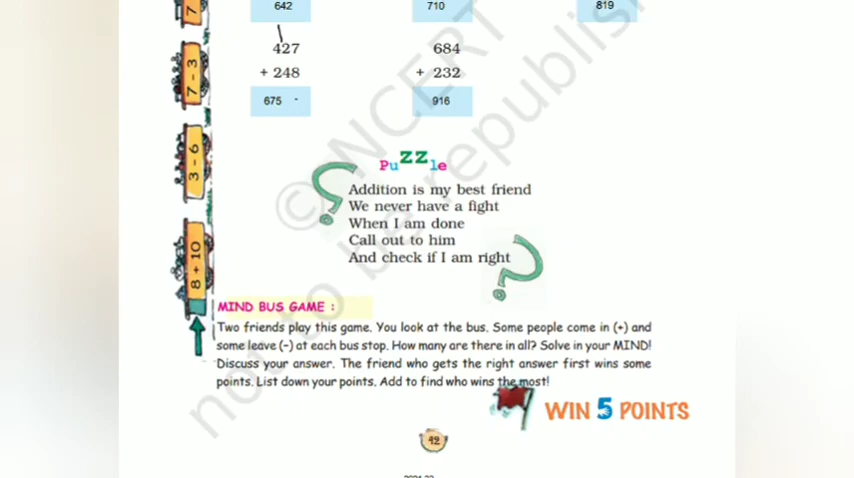 642 710 819
7 - 3
427 684
+ 248 + 232
675 - 916
3 - 6
PuZZle
Addition is my best friend
We never have a fight
When I am done
Call out to him
And check if I am right
8 + 10
MIND BUS GAME :
Two friends play this game. You look at the bus. Some people come in (+) and
some leave (–) at each bus stop. How many are there in all? Solve in your MIND!
Discuss your answer. The friend who gets the right answer first wins some
points. List down your points. Add to find who wins the most!
WIN 5 POINTS
42
© NCERT
not to be republish